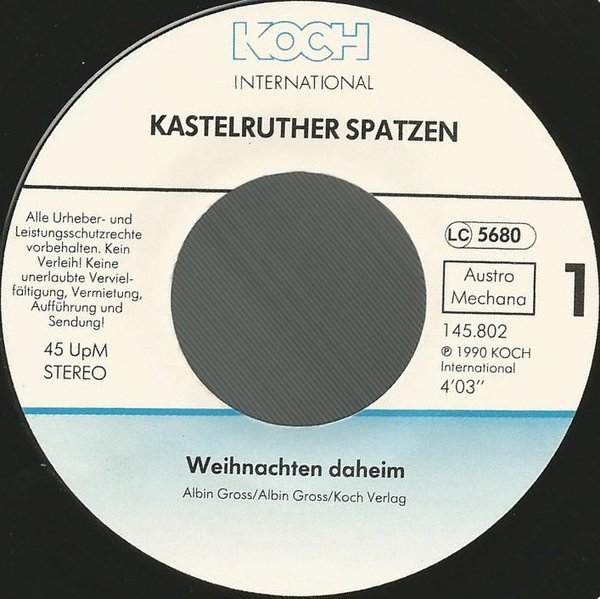 KOCH
INTERNATIONAL
KASTELRUTHER SPATZEN
Alle Urheber- und
Leistungsschutzrechte
vorbehalten. Kein
Verleih! Keine
unerlaubte Verviel-
fältigung, Vermietung,
Aufführung und
Sendung!
45 UpM
STEREO
LC 5680
Austro
Mechana
1
145.802
℗ 1990 KOCH
International
4'03"
Weihnachten daheim
Albin Gross/Albin Gross/Koch Verlag